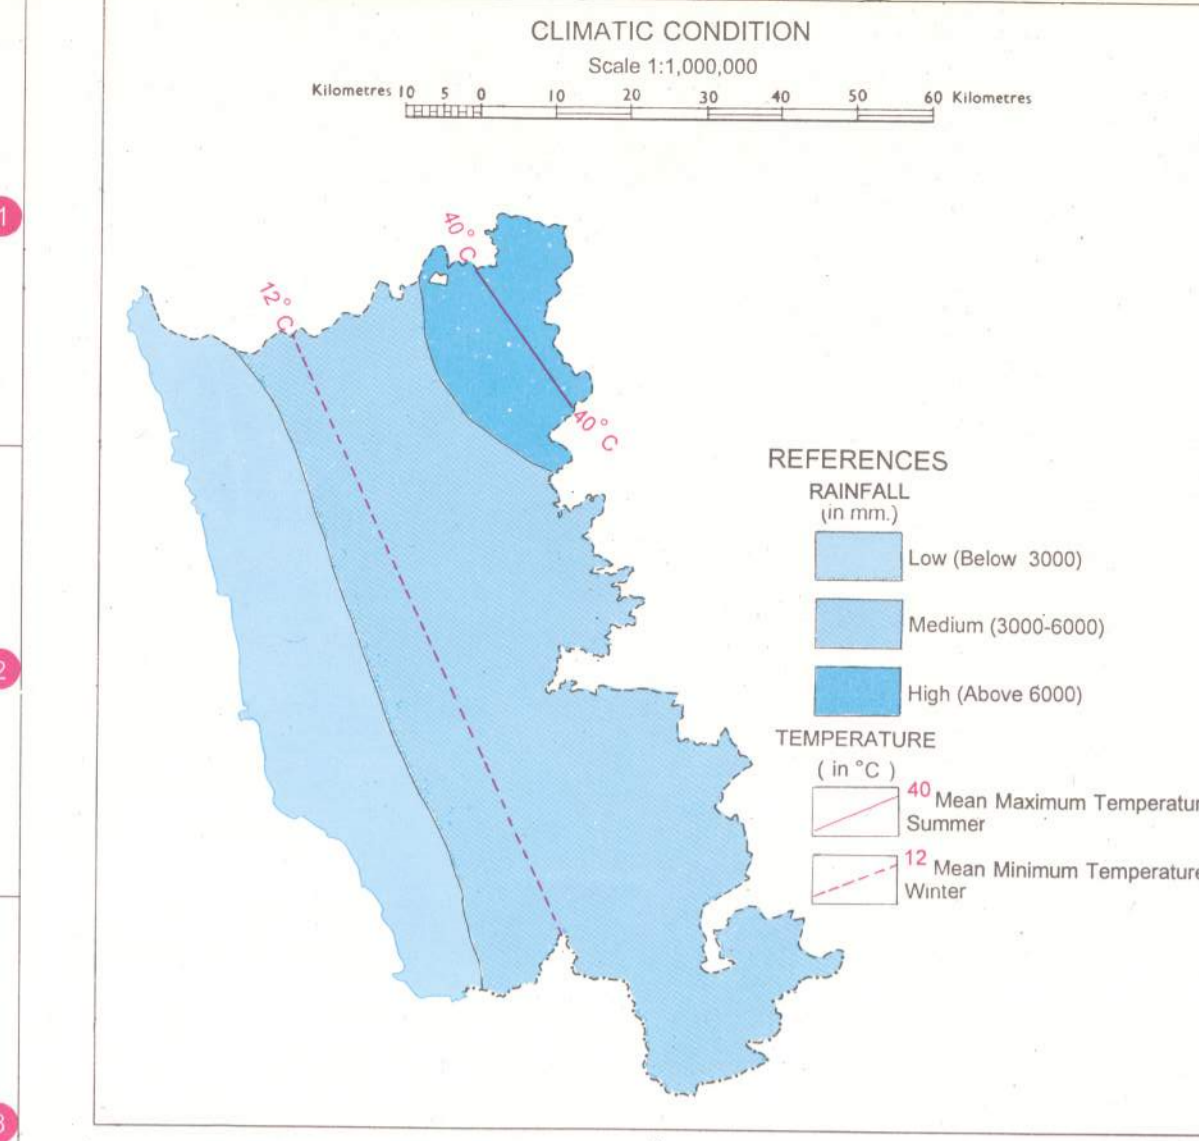 CLIMATIC CONDITION
Scale 1:1,000,000
Kilometres 10 5 0 10 20 30 40 50 60 Kilometres
1
40° C
12° C
40° C
REFERENCES
RAINFALL
(in mm.)
Low (Below 3000)
Medium (3000-6000)
2
High (Above 6000)
TEMPERATURE
( in °C )
40 Mean Maximum Temperatur
Summer
12 Mean Minimum Temperature
Winter
3